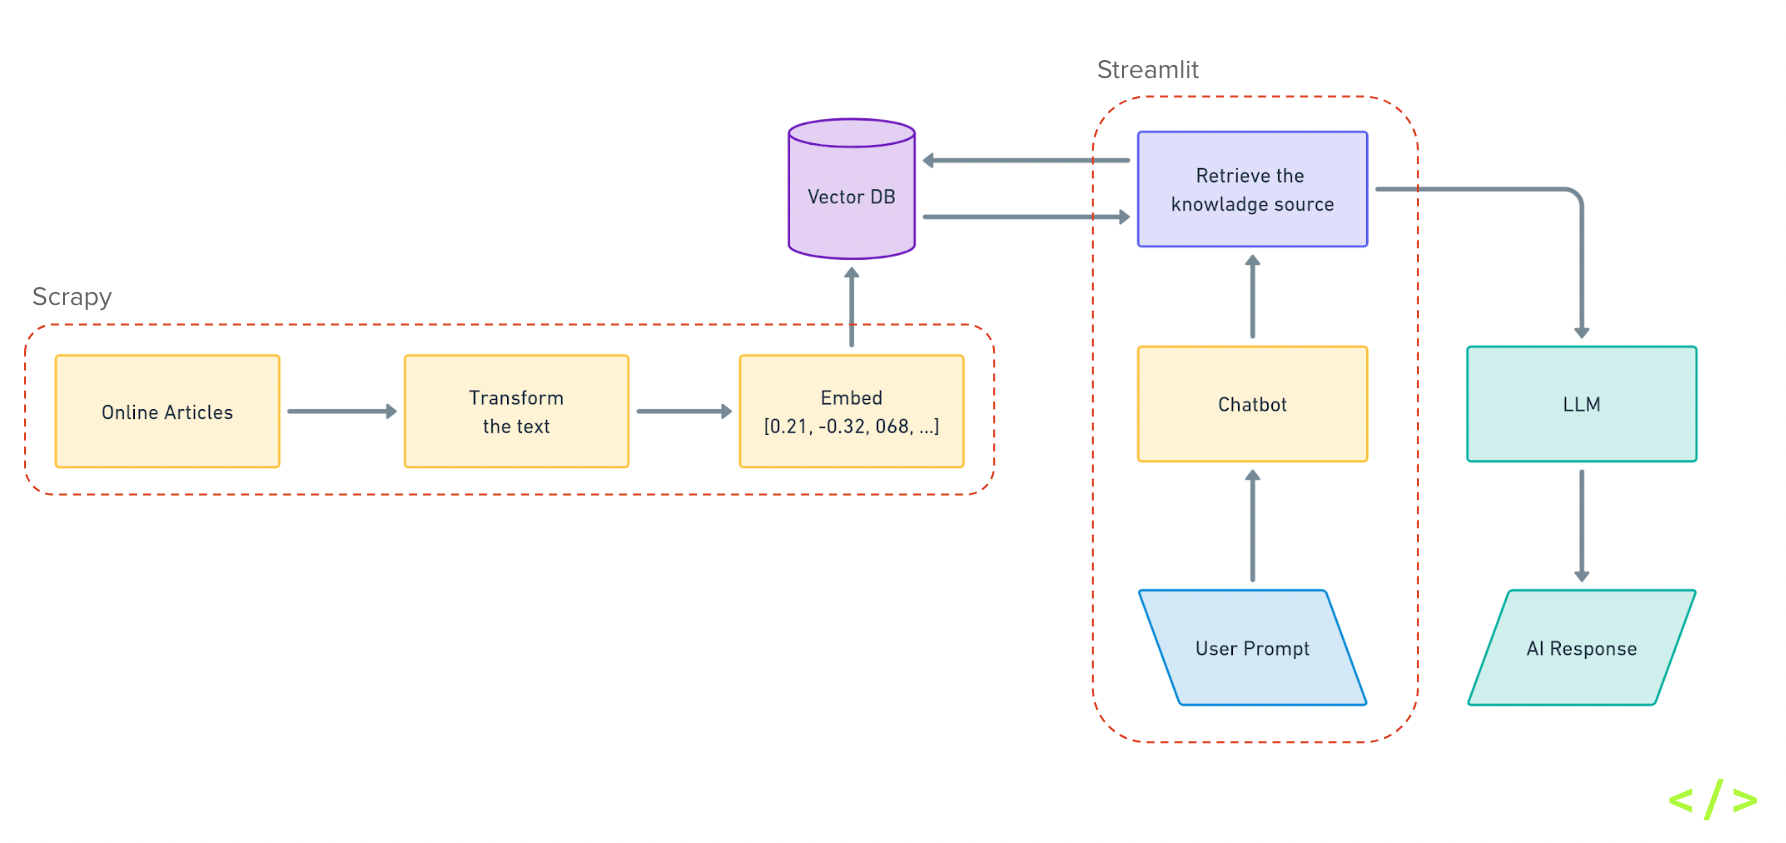 Streamlit
Vector DB
Retrieve the
knowladge source
Scrapy
Online Articles
Transform
the text
Embed
[0.21, -0.32, 068, ...]
Chatbot
LLM
User Prompt
AI Response
</>